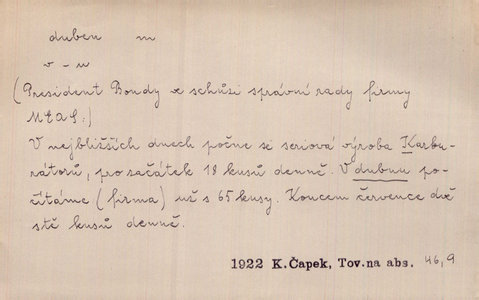 duben m
v - u
(President Bondy ve schůzi správní rady firmy
MEAS:)
V nejbližších dnech počne se seriová výroba Karbu-
rátorů, pro začátek 18 kusů denně. V dubnu po-
čítáme (firma) už s 65 kusy. Koncem července dvě
stě kusů denně.
1922 K.Čapek, Tov.na abs. 46,9